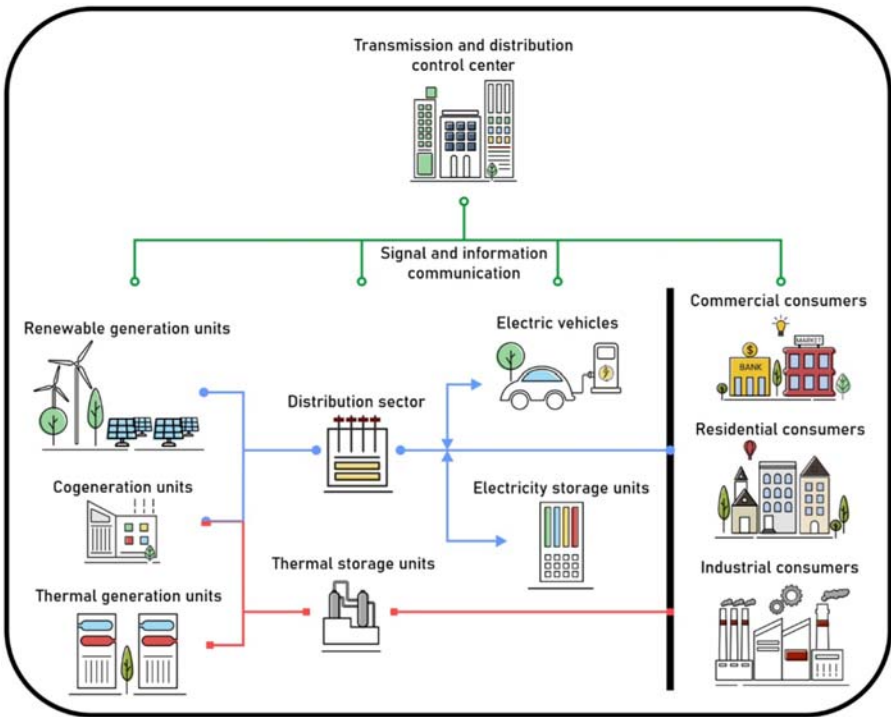 Transmission and distribution
control center
Signal and information
communication
Renewable generation units
Electric vehicles
Commercial consumers
MARKET
$
BANK
Distribution sector
Residential consumers
Cogeneration units
Electricity storage units
Thermal storage units
Thermal generation units
Industrial consumers